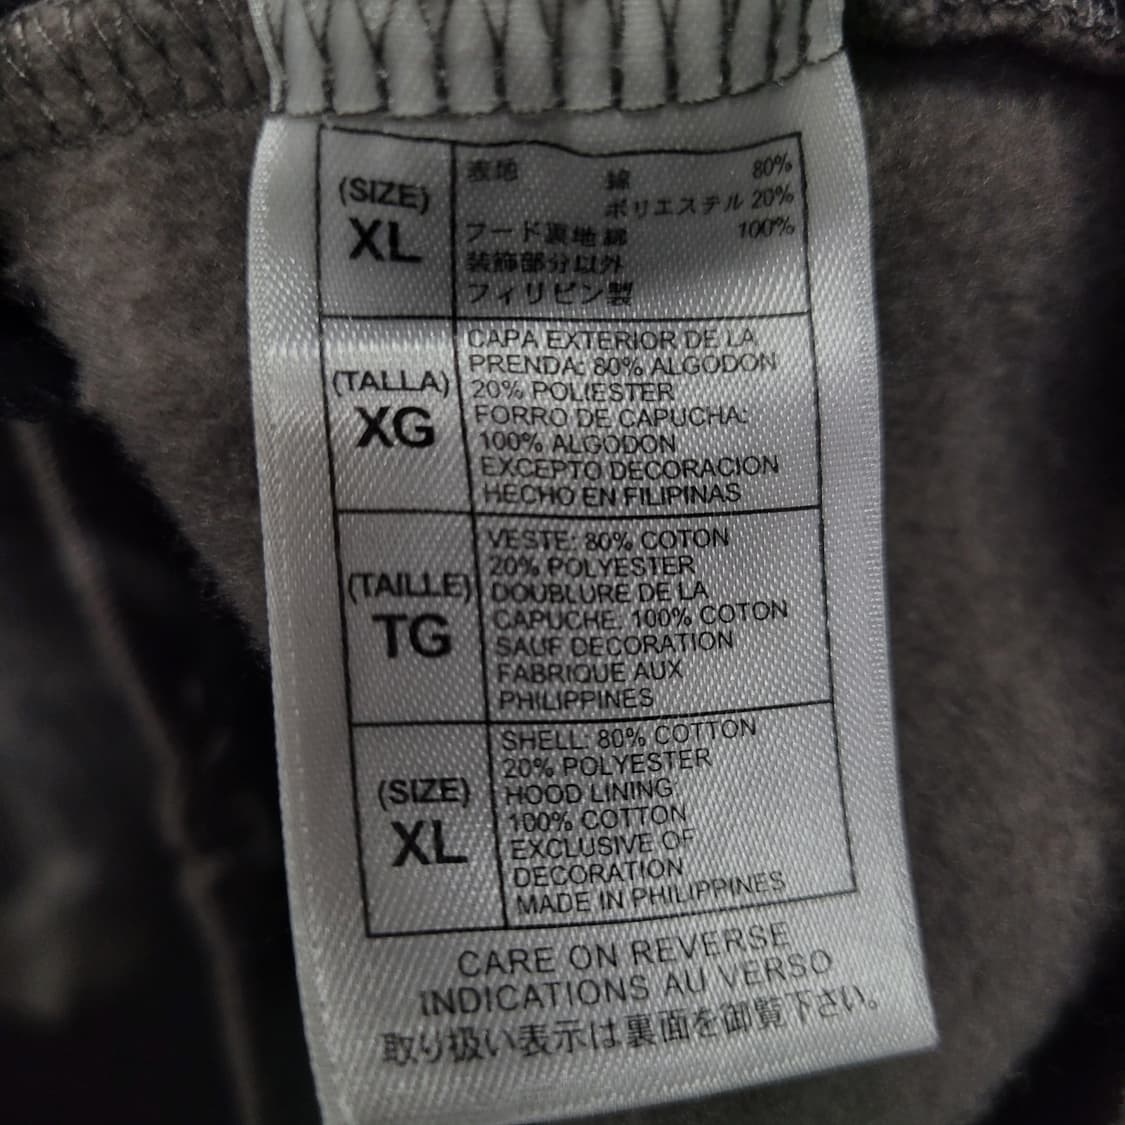 (SIZE)
XL
表地 綿 80%
ポリエステル 20%
フード裏地 綿 100%
装飾部分以外
フィリピン製
(TALLA)
XG
CAPA EXTERIOR DE LA
PRENDA: 80% ALGODON
20% POLIESTER
FORRO DE CAPUCHA:
100% ALGODON
EXCEPTO DECORACION
HECHO EN FILIPINAS
(TAILLE)
TG
VESTE: 80% COTON
20% POLYESTER
DOUBLURE DE LA
CAPUCHE: 100% COTON
SAUF DECORATION
FABRIQUE AUX
PHILIPPINES
(SIZE)
XL
SHELL: 80% COTTON
20% POLYESTER
HOOD LINING
100% COTTON
EXCLUSIVE OF
DECORATION
MADE IN PHILIPPINES
CARE ON REVERSE
INDICATIONS AU VERSO
取り扱い表示は裏面を御覧下さい。